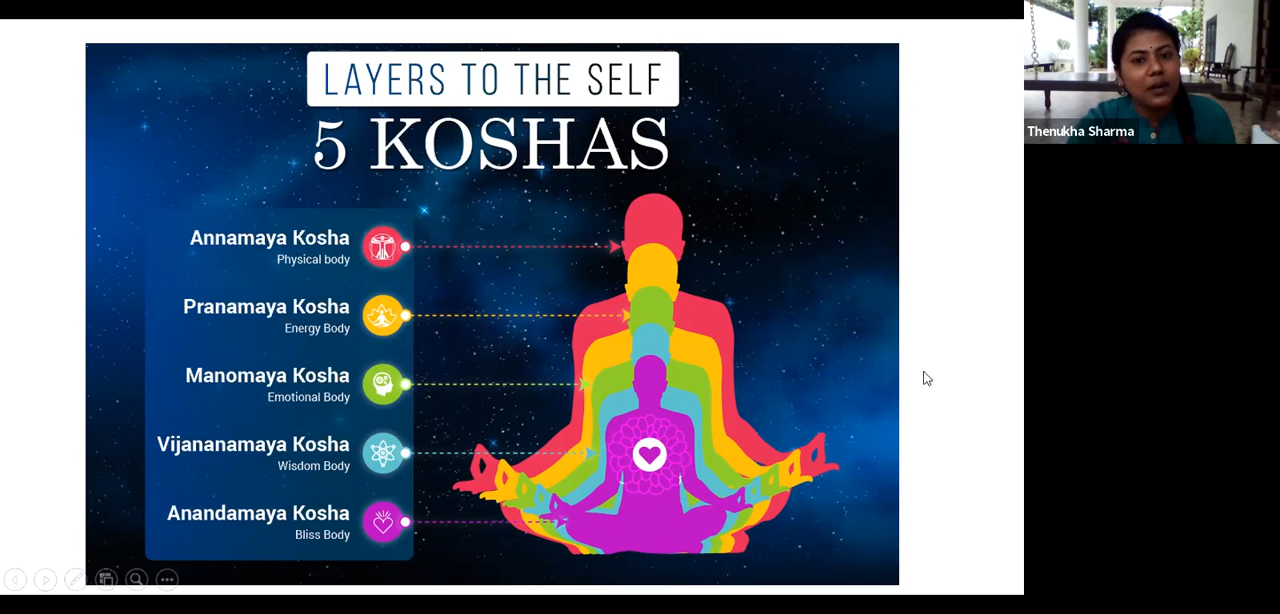 LAYERS TO THE SELF
5 KOSHAS
Annamaya Kosha
Physical body
Pranamaya Kosha
Energy Body
Manomaya Kosha
Emotional Body
Vijananamaya Kosha
Wisdom Body
Anandamaya Kosha
Bliss Body
Thenukha Sharma